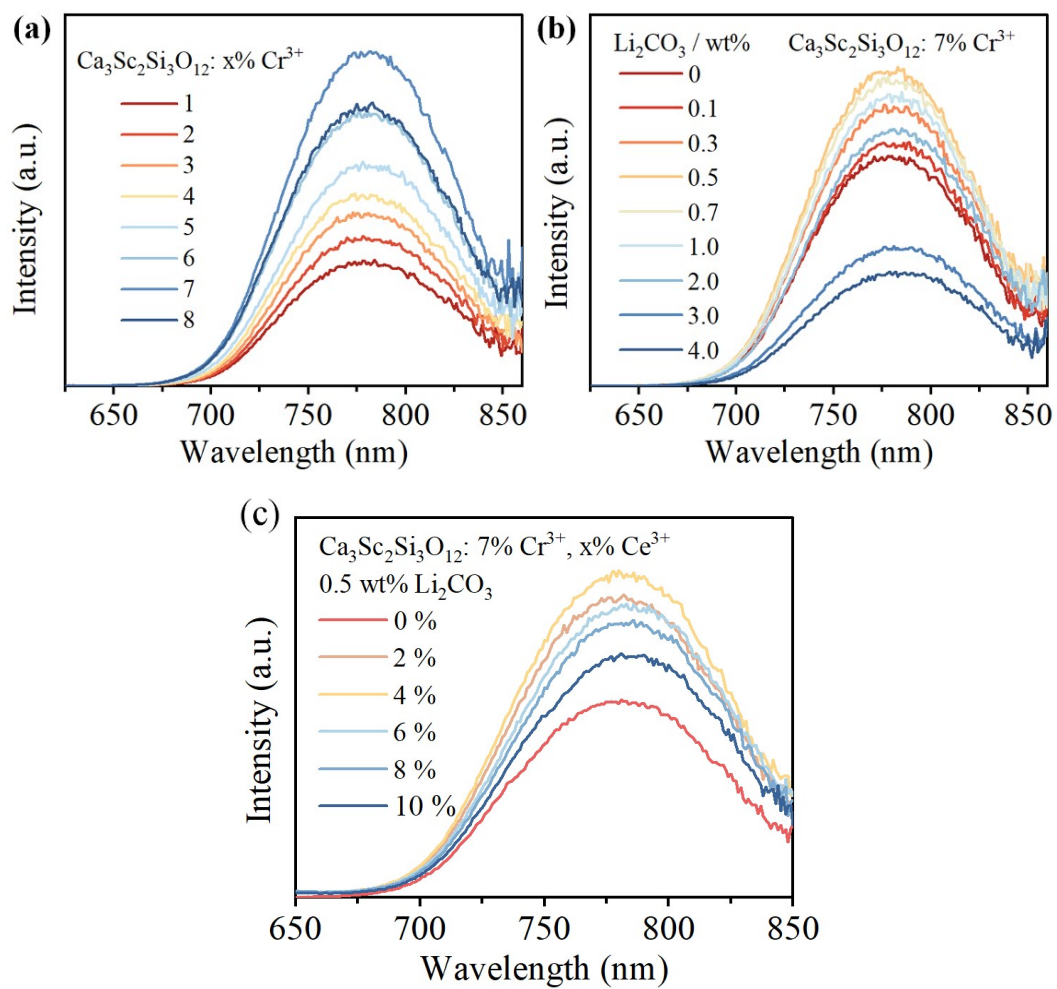 (a)
Ca₃Sc₂Si₃O₁₂: x% Cr³⁺
1
2
3
4
5
6
7
8
Intensity (a.u.)
650 700 750 800 850
Wavelength (nm)
(b)
Li₂CO₃ / wt% Ca₃Sc₂Si₃O₁₂: 7% Cr³⁺
0
0.1
0.3
0.5
0.7
1.0
2.0
3.0
4.0
Intensity (a.u.)
650 700 750 800 850
Wavelength (nm)
(c)
Ca₃Sc₂Si₃O₁₂: 7% Cr³⁺, x% Ce³⁺
0.5 wt% Li₂CO₃
0 %
2 %
4 %
6 %
8 %
10 %
Intensity (a.u.)
650 700 750 800 850
Wavelength (nm)